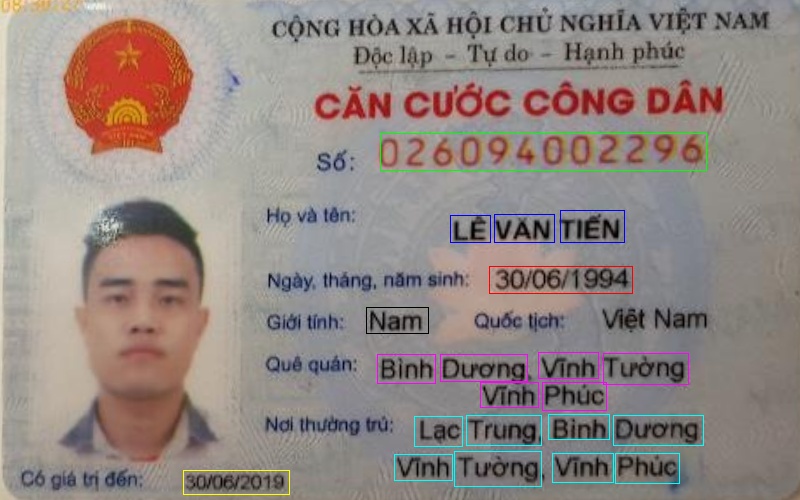 CỘNG HÒA XÃ HỘI CHỦ NGHĨA VIỆT NAM
Độc lập - Tự do - Hạnh phúc
CĂN CƯỚC CÔNG DÂN
Số: 026094002296
Họ và tên: LÊ VĂN TIẾN
Ngày, tháng, năm sinh: 30/06/1994
Giới tính: Nam Quốc tịch: Việt Nam
Quê quán: Bình Dương, Vĩnh Tường
Vĩnh Phúc
Nơi thường trú: Lạc Trung, Bình Dương
Vĩnh Tường, Vĩnh Phúc
Có giá trị đến: 30/06/2019